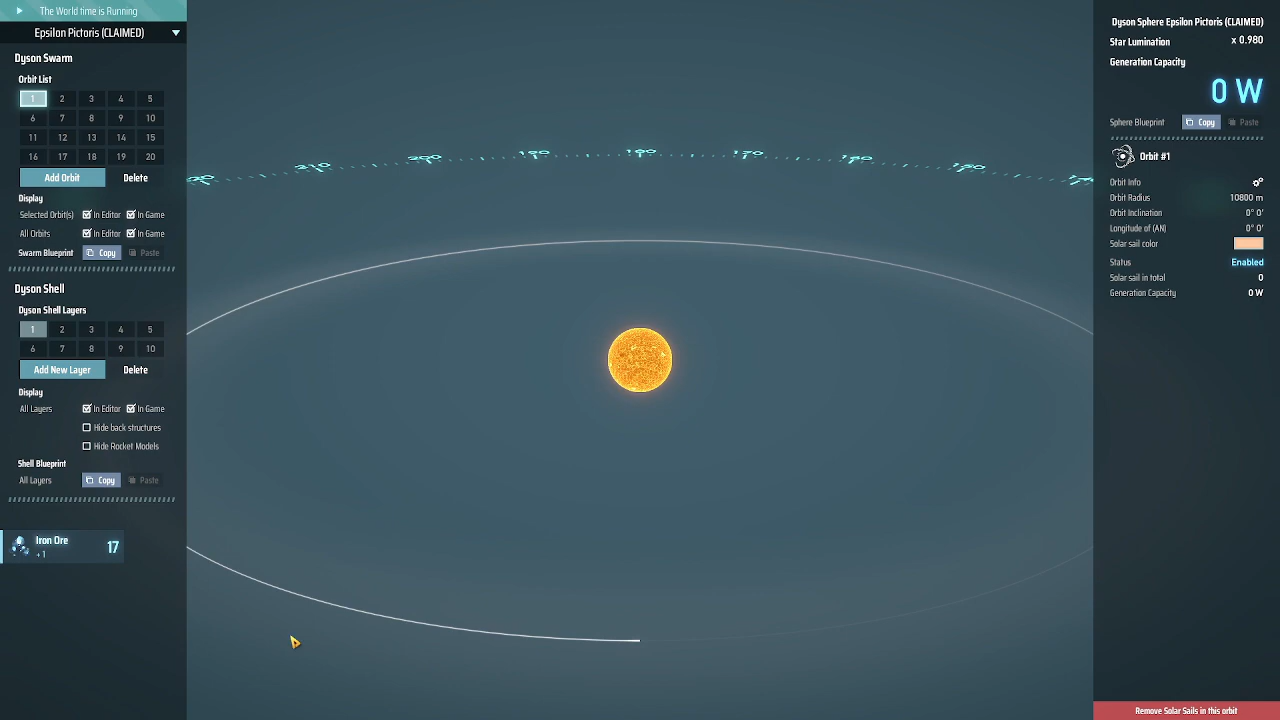 The World time is Running
Epsilon Pictoris (CLAIMED)
Dyson Swarm
Orbit List
1 2 3 4 5
6 7 8 9 10
11 12 13 14 15
16 17 18 19 20
Add Orbit Delete
Display
Selected Orbit(s) In Editor In Game
All Orbits In Editor In Game
Swarm Blueprint Copy Paste
Dyson Shell
Dyson Shell Layers
1 2 3 4 5
6 7 8 9 10
Add New Layer Delete
Display
All Layers In Editor In Game
Hide back structures
Hide Rocket Models
Shell Blueprint
All Layers Copy Paste
Iron Ore
+1
17
210 200 190 180 170 160 150
Dyson Sphere Epsilon Pictoris (CLAIMED)
Star Lumination x 0.980
Generation Capacity
0 W
Sphere Blueprint Copy Paste
Orbit #1
Orbit Info
Orbit Radius 10800 m
Orbit Inclination 0° 0'
Longitude of (AN) 0° 0'
Solar sail color
Status Enabled
Solar sail in total 0
Generation Capacity 0 W
Remove Solar Sails in this orbit